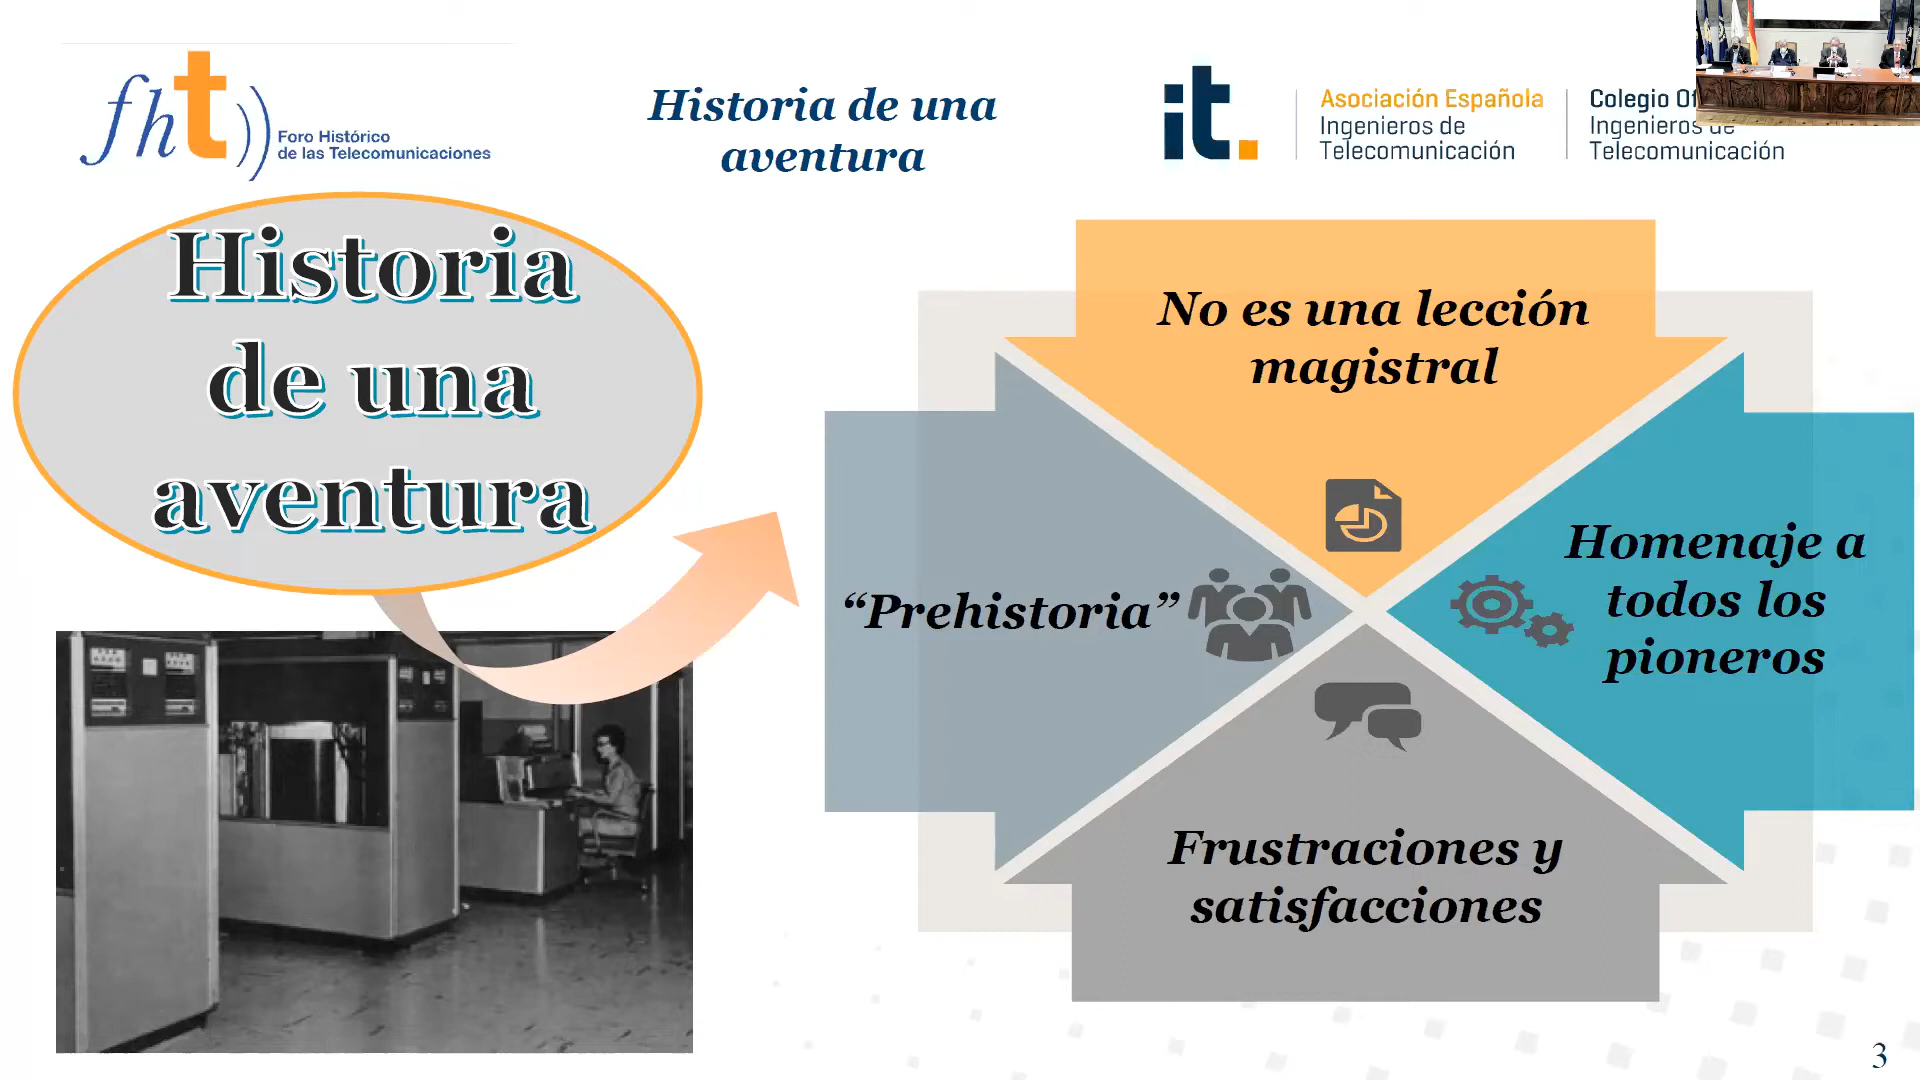 fht
Foro Histórico
de las Telecomunicaciones
Historia de una
aventura
it.
Asociación Española
Ingenieros de
Telecomunicación
Colegio
Ingenieros de
Telecomunicación
Historia
de una
aventura
No es una lección
magistral
“Prehistoria”
Homenaje a
todos los
pioneros
Frustraciones y
satisfacciones
3